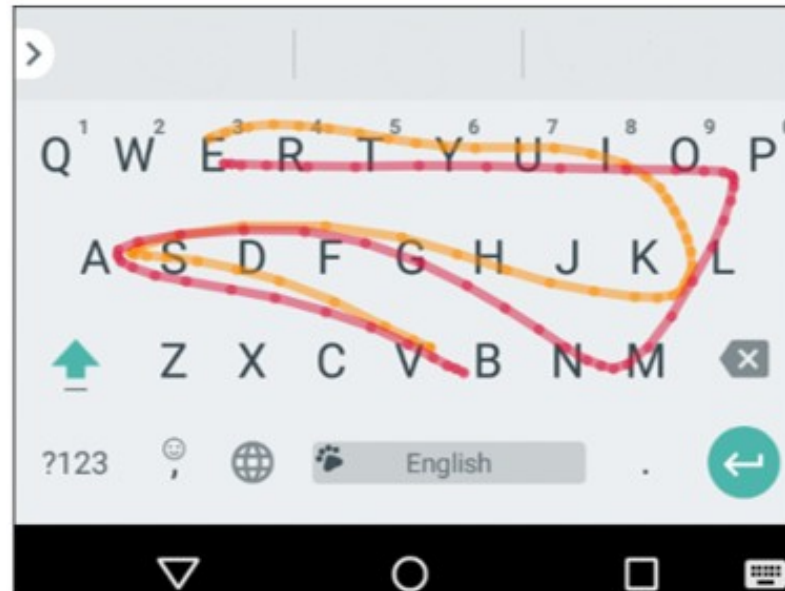 1 2 3 4 5 6 7 8 9
Q W E R T Y U I O P
A S D F G H J K L
Z X C V B N M
?123 , English .